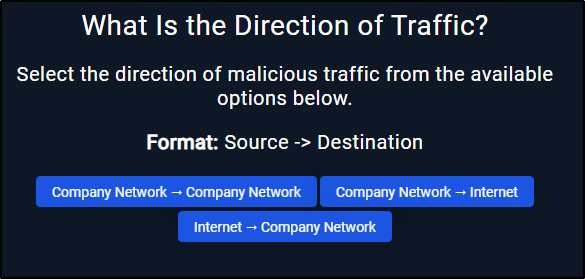 What Is the Direction of Traffic?
Select the direction of malicious traffic from the available
options below.
Format: Source -> Destination
Company Network → Company Network
Company Network → Internet
Internet → Company Network